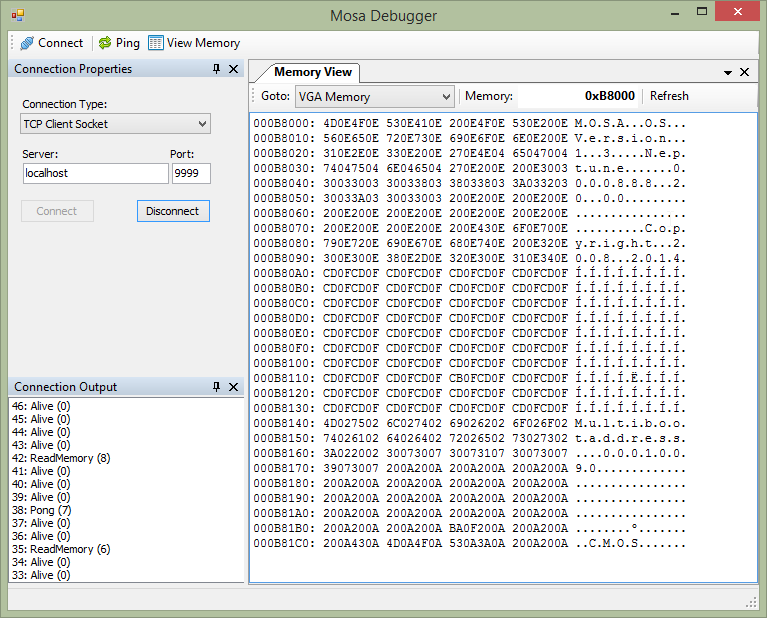 Mosa Debugger
Connect Ping View Memory
Connection Properties
Connection Type:
TCP Client Socket
Server: Port:
localhost 9999
Connect Disconnect
Connection Output
46: Alive (0)
45: Alive (0)
44: Alive (0)
43: Alive (0)
42: ReadMemory (8)
41: Alive (0)
40: Alive (0)
39: Alive (0)
38: Pong (7)
37: Alive (0)
36: Alive (0)
35: ReadMemory (6)
34: Alive (0)
33: Alive (0)
Memory View
Goto: VGA Memory Memory: 0xB8000 Refresh
000B8000: 4D0E4F0E 530E410E 200E4F0E 530E200E M.O.S.A...O.S...
000B8010: 560E650E 720E730E 690E6F0E 6E0E200E V.e.r.s.i.o.n...
000B8020: 310E2E0E 330E200E 270E4E04 65047004 1...3.....N.e.p.
000B8030: 74047504 6E046504 270E200E 200E3003 t.u.n.e.......0.
000B8040: 30033003 30033803 38033803 3A033203 0.0.0.8.8.8...2.
000B8050: 30033A03 30033003 200E200E 200E200E 0...0.0.........
000B8060: 200E200E 200E200E 200E200E 200E200E ................
000B8070: 200E200E 200E200E 200E430E 6F0E700E ..........C.o.p.
000B8080: 790E720E 690E670E 680E740E 200E320E y.r.i.g.h.t...2.
000B8090: 300E300E 380E2D0E 320E300E 310E340E 0.0.8...2.0.1.4.
000B80A0: CD0FCD0F CD0FCD0F CD0FCD0F CD0FCD0F Í.Í.Í.Í.Í.Í.Í.Í.
000B80B0: CD0FCD0F CD0FCD0F CD0FCD0F CD0FCD0F Í.Í.Í.Í.Í.Í.Í.Í.
000B80C0: CD0FCD0F CD0FCD0F CD0FCD0F CD0FCD0F Í.Í.Í.Í.Í.Í.Í.Í.
000B80D0: CD0FCD0F CD0FCD0F CD0FCD0F CD0FCD0F Í.Í.Í.Í.Í.Í.Í.Í.
000B80E0: CD0FCD0F CD0FCD0F CD0FCD0F CD0FCD0F Í.Í.Í.Í.Í.Í.Í.Í.
000B80F0: CD0FCD0F CD0FCD0F CD0FCD0F CD0FCD0F Í.Í.Í.Í.Í.Í.Í.Í.
000B8100: CD0FCD0F CD0FCD0F CD0FCD0F CD0FCD0F Í.Í.Í.Í.Í.Í.Í.Í.
000B8110: CD0FCD0F CD0FCD0F CB0FCD0F CD0FCD0F Í.Í.Í.Í.Ë.Í.Í.Í.
000B8120: CD0FCD0F CD0FCD0F CD0FCD0F CD0FCD0F Í.Í.Í.Í.Í.Í.Í.Í.
000B8130: CD0FCD0F CD0FCD0F CD0FCD0F CD0FCD0F Í.Í.Í.Í.Í.Í.Í.Í.
000B8140: 4D027502 6C027402 69026202 6F026F02 M.u.l.t.i.b.o.o.
000B8150: 74026102 64026402 72026502 73027302 t.a.d.d.r.e.s.s.
000B8160: 3A022002 30073007 30073107 30073007 ....0.0.0.1.0.0.
000B8170: 39073007 200A200A 200A200A 200A200A 9.0.............
000B8180: 200A200A 200A200A 200A200A 200A200A ................
000B8190: 200A200A 200A200A 200A200A 200A200A ................
000B81A0: 200A200A 200A200A 200A200A 200A200A ................
000B81B0: 200A200A 200A200A BA0F200A 200A200A ........º.......
000B81C0: 200A430A 4D0A4F0A 530A3A0A 200A200A ..C.M.O.S.......